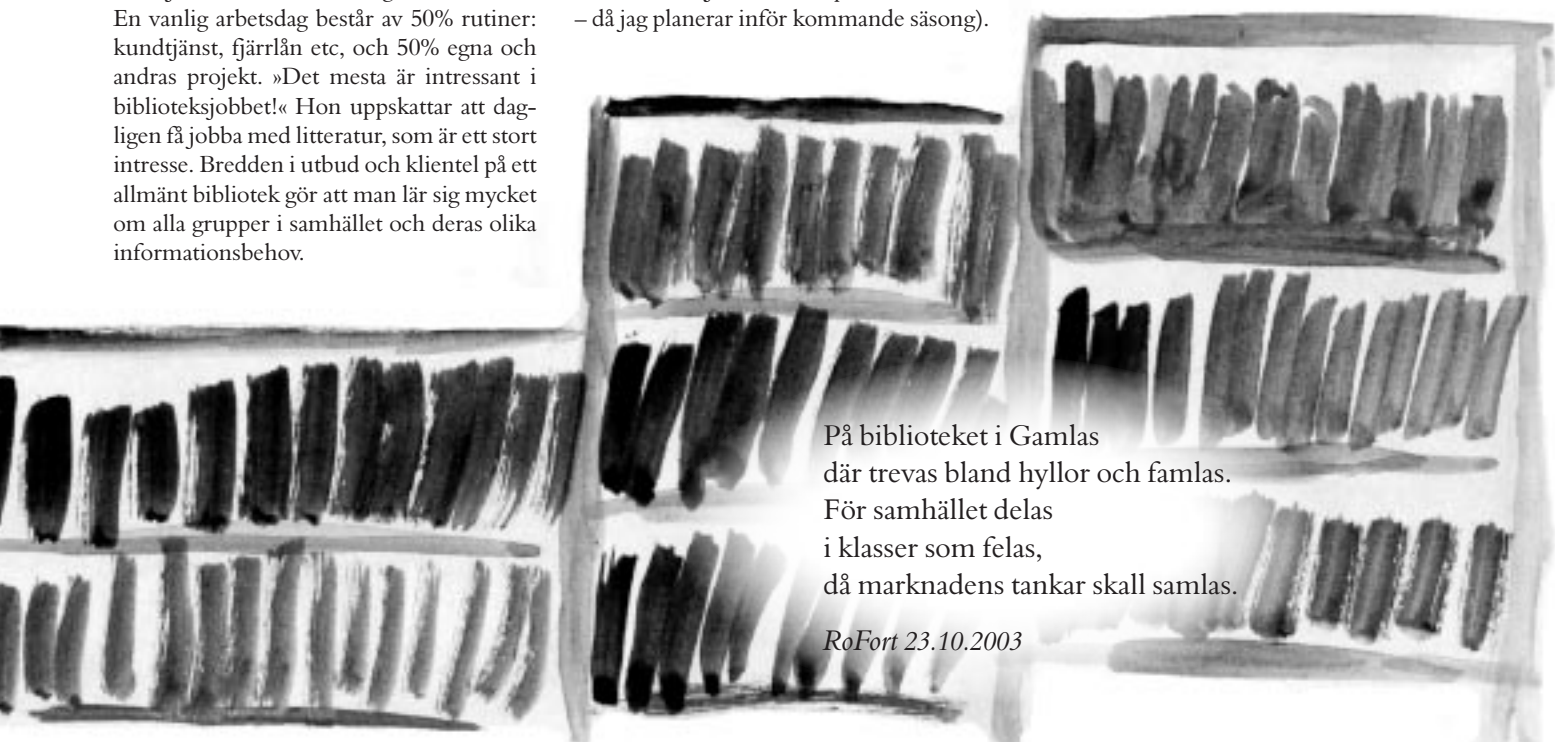 En vanlig arbetsdag består av 50% rutiner:
kundtjänst, fjärrlån etc, och 50% egna och
andras projekt. »Det mesta är intressant i
biblioteksjobbet!« Hon uppskattar att dag-
ligen få jobba med litteratur, som är ett stort
intresse. Bredden i utbud och klientel på ett
allmänt bibliotek gör att man lär sig mycket
om alla grupper i samhället och deras olika
informationsbehov.
– då jag planerar inför kommande säsong).
På biblioteket i Gamlas
där trevas bland hyllor och famlas.
För samhället delas
i klasser som felas,
då marknadens tankar skall samlas.
RoFort 23.10.2003